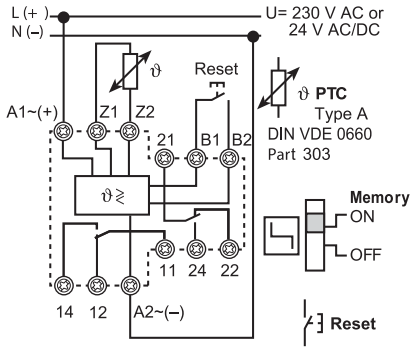 L (+)
N (–)
U= 230 V AC or
24 V AC/DC
ϑ
Reset
ϑ PTC
Type A
DIN VDE 0660
Part 303
A1~(+)
Z1
Z2
21
B1
B2
ϑ ≷
Memory
ON
OFF
11
24
22
14
12
A2~(–)
Reset